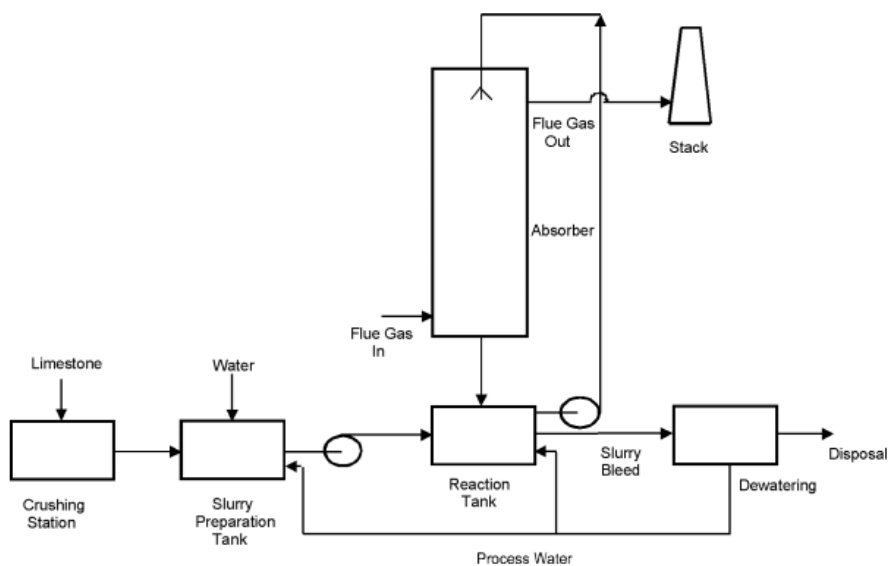 Flue Gas
Out
Stack
Absorber
Flue Gas
In
Limestone
Water
Slurry
Bleed
Disposal
Crushing
Station
Slurry
Preparation
Tank
Reaction
Tank
Dewatering
Process Water